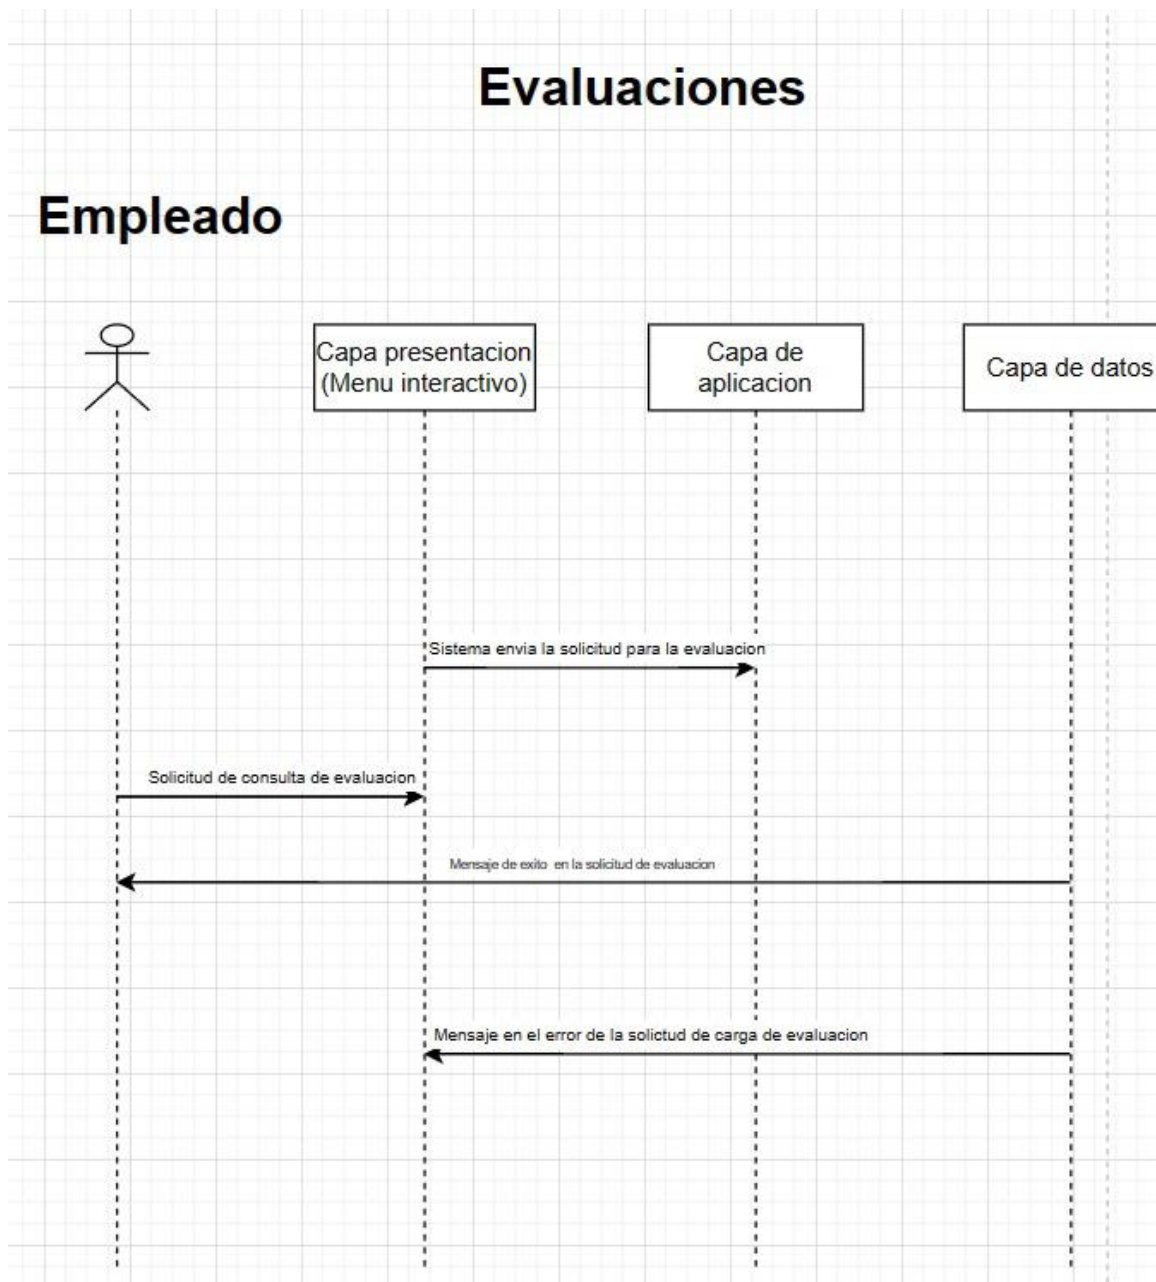 Evaluaciones
Empleado
Capa presentacion
(Menu interactivo)
Capa de
aplicacion
Capa de datos
Sistema envia la solicitud para la evaluacion
Solicitud de consulta de evaluacion
Mensaje de exito en la solicitud de evaluacion
Mensaje en el error de la solictud de carga de evaluacion